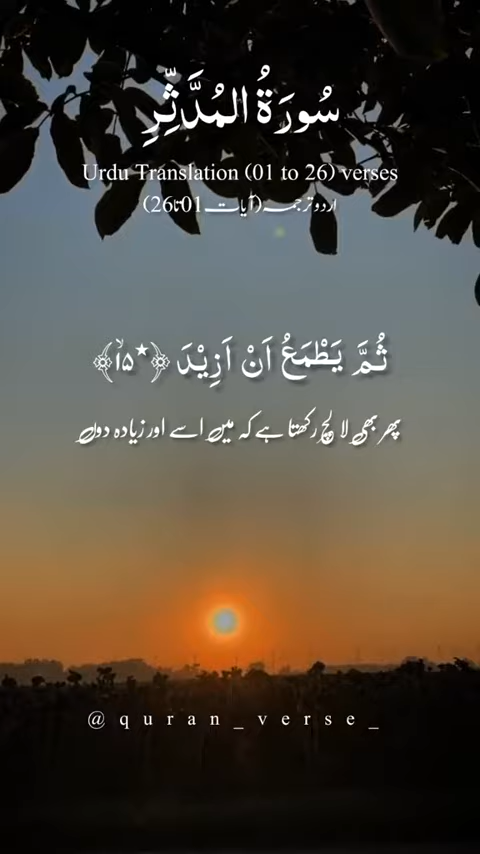 سُورَةُ المُدَّثِّرِ
Urdu Translation (01 to 26) verses
اردو ترجمہ (آیات 01 تا 26)
ثُمَّ يَطْمَعُ اَنْ اَزِيْدَ ﴿ۙ*۱۵﴾
پھر بھی لالچ رکھتا ہے کہ میں اسے اور زیادہ دوں
@quran_verse_